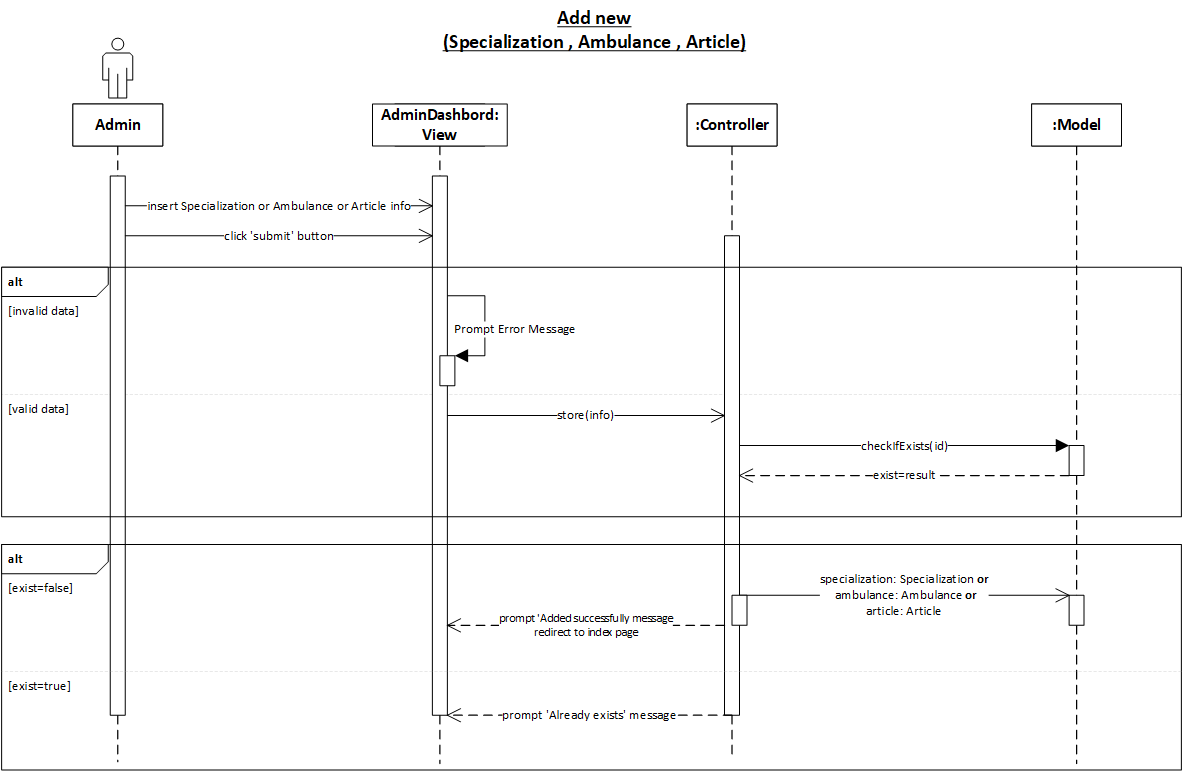 Add new
(Specialization , Ambulance , Article)
Admin
AdminDashbord:
View
:Controller
:Model
insert Specialization or Ambulance or Article info
click 'submit' button
alt
[invalid data]
Prompt Error Message
[valid data]
store(info)
checkIfExists(id)
exist=result
alt
[exist=false]
specialization: Specialization or
ambulance: Ambulance or
article: Article
prompt 'Added successfully message
redirect to index page
[exist=true]
prompt 'Already exists' message